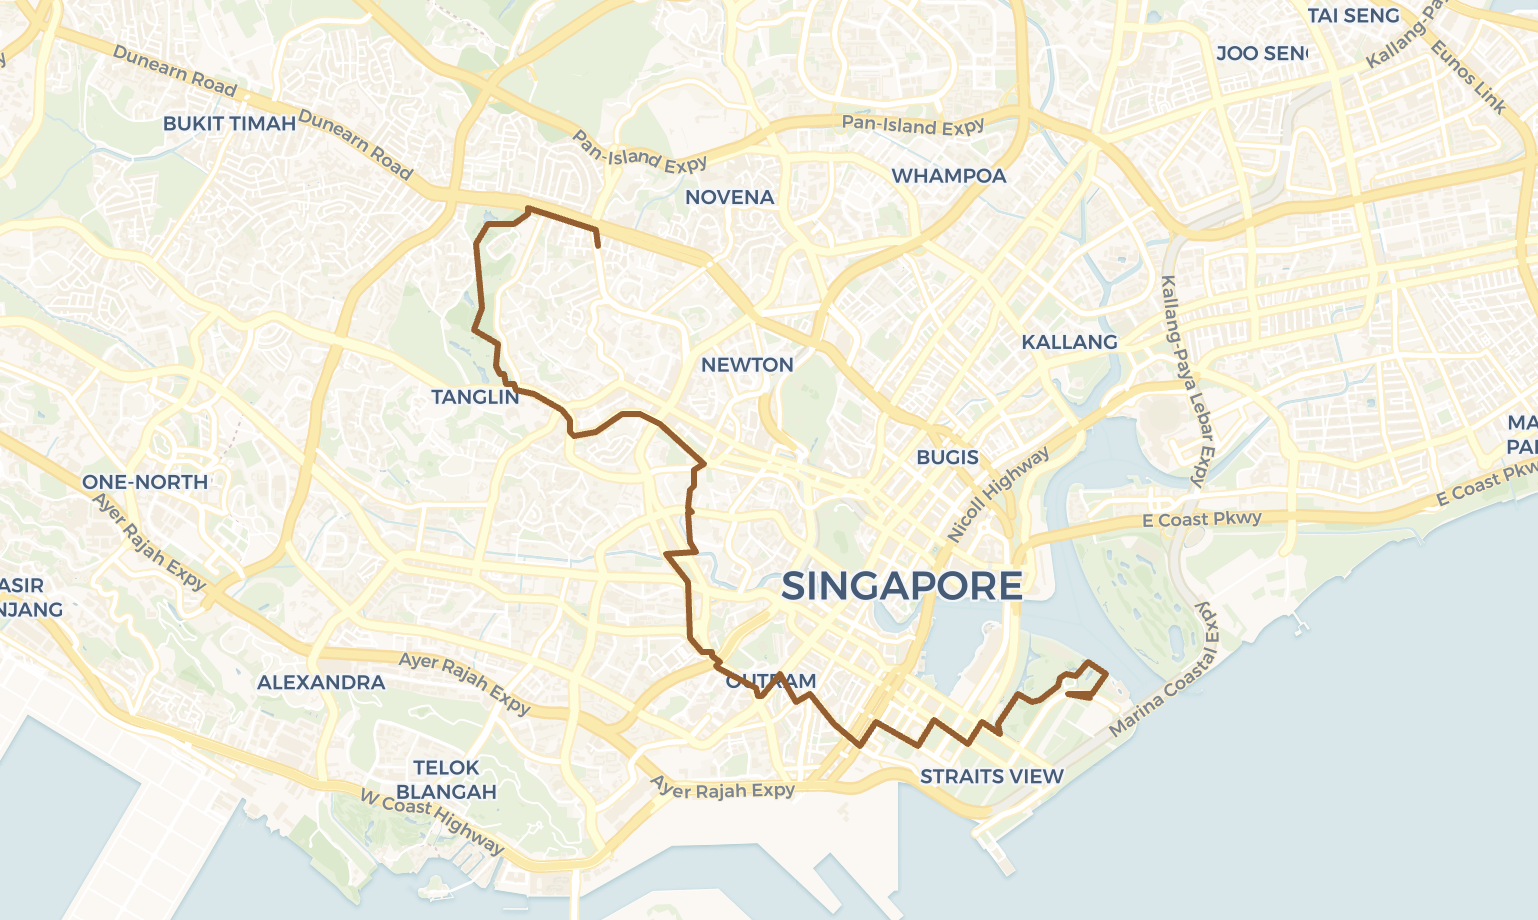 TAI SENG
JOO SEN
Kallang-Pa
Eunos Link
Dunearn Road
BUKIT TIMAH
Dunearn Road
Pan-Island Expy
Pan-Island Expy
WHAMPOA
NOVENA
Kallang-Paya Lebar Expy
KALLANG
NEWTON
TANGLIN
MA
PAI
BUGIS
ONE-NORTH
Nicoll Highway
E Coast Pkwy
E Coast Pkwy
Ayer Rajah Expy
SINGAPORE
ASIR
NJANG
Marina Coastal Expy
ALEXANDRA
Ayer Rajah Expy
OUTRAM
TELOK
BLANGAH
STRAITS VIEW
Ayer Rajah Expy
W Coast Highway